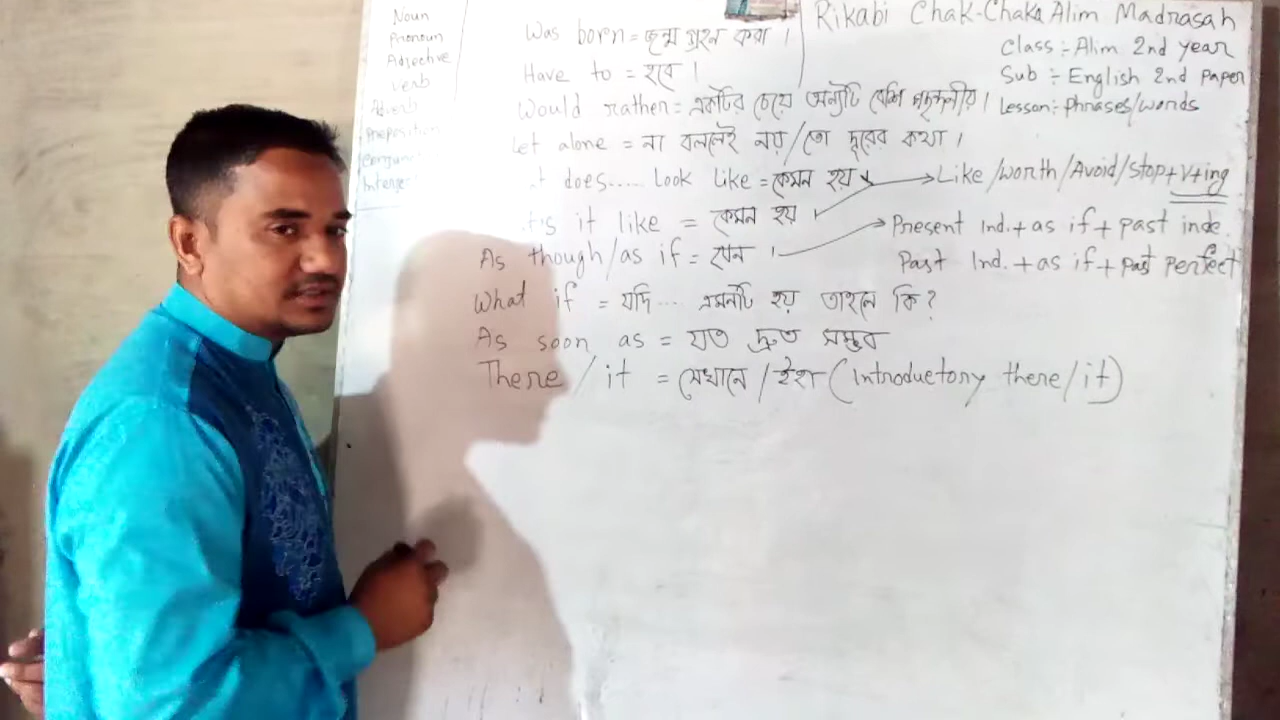 Noun
Pronoun
Adjective
Verb
Adverb
Preposition
Was born = জন্ম গ্রহন করা।
Have to = হবে।
Would rather = একটির চেয়ে অন্যটি বেশি পছন্দনীয়।
Let alone = না বললেই নয়/তো দূরের কথা।
t does..... Look like = কেমন হয়
t's it like = কেমন হয়
As though/as if = যেন।
What if = যদি... এমনটি হয় তাহলে কি?
As soon as = যত দ্রুত সম্ভব
There / it = সেখানে / ইহা (Introductory there/it)
Rikabi Chak-Chaka Alim Madrasah
Class : Alim 2nd year
Sub : English 2nd paper
Lesson: phrases/words
Like/Worth/Avoid/Stop+V+ing
Present Ind.+ as if + past inde.
Past Ind. + as if + past perfect